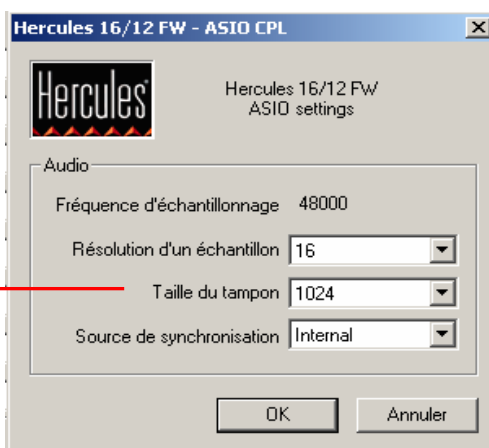 Hercules 16/12 FW - ASIO CPL
Hercules
Hercules 16/12 FW
ASIO settings
Audio
Fréquence d'échantillonnage 48000
Résolution d'un échantillon 16
Taille du tampon 1024
Source de synchronisation Internal
OK Annuler